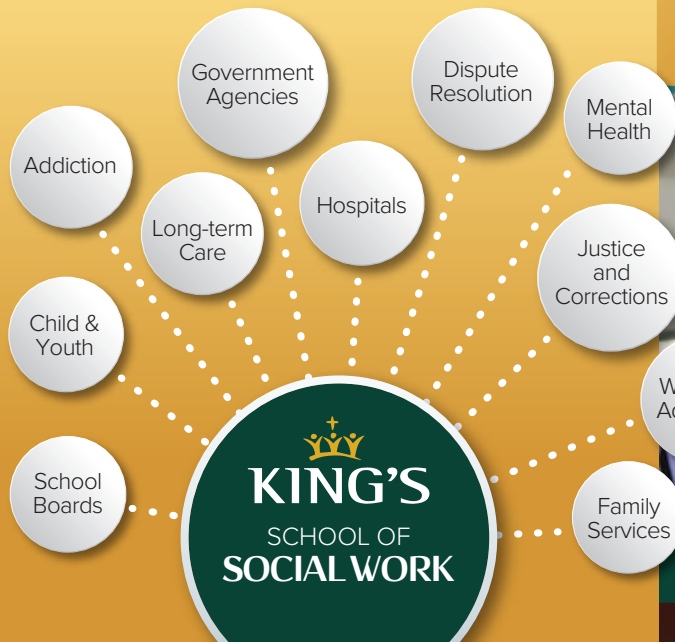 Government
Agencies
Dispute
Resolution
Mental
Health
Addiction
Long-term
Care
Hospitals
Justice
and
Corrections
Child &
Youth
School
Boards
Family
Services
KING'S
SCHOOL OF
SOCIAL WORK